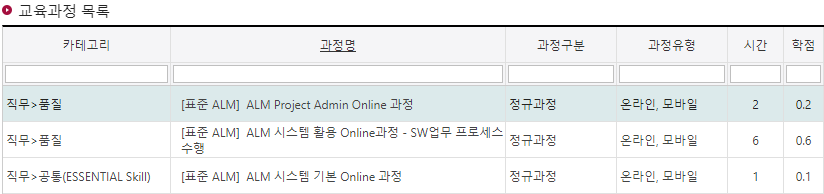 교육과정 목록
카테고리 과정명 과정구분 과정유형 시간 학점
직무>품질 [표준 ALM] ALM Project Admin Online 과정 정규과정 온라인, 모바일 2 0.2
직무>품질 [표준 ALM] ALM 시스템 활용 Online과정 - SW업무 프로세스 수행 정규과정 온라인, 모바일 6 0.6
직무>공통(ESSENTIAL Skill) [표준 ALM] ALM 시스템 기본 Online 과정 정규과정 온라인, 모바일 1 0.1